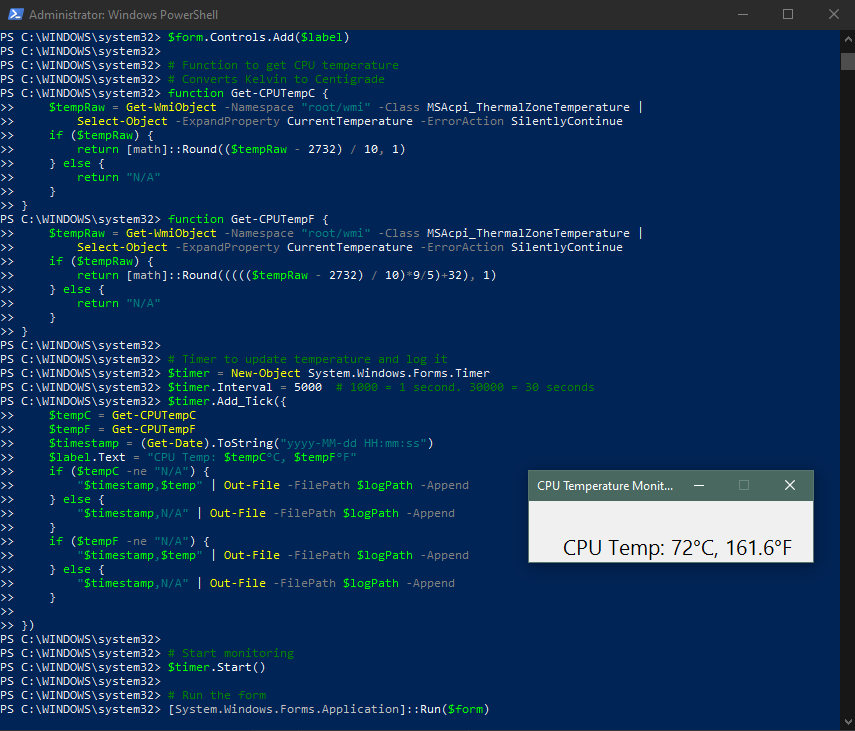 Administrator: Windows PowerShell
PS C:\WINDOWS\system32> $form.Controls.Add($label)
PS C:\WINDOWS\system32>
PS C:\WINDOWS\system32> # Function to get CPU temperature
PS C:\WINDOWS\system32> # Converts Kelvin to Centigrade
PS C:\WINDOWS\system32> function Get-CPUTempC {
>>     $tempRaw = Get-WmiObject -Namespace "root/wmi" -Class MSAcpi_ThermalZoneTemperature |
>>         Select-Object -ExpandProperty CurrentTemperature -ErrorAction SilentlyContinue
>>     if ($tempRaw) {
>>         return [math]::Round(($tempRaw - 2732) / 10, 1)
>>     } else {
>>         return "N/A"
>>     }
>> }
PS C:\WINDOWS\system32> function Get-CPUTempF {
>>     $tempRaw = Get-WmiObject -Namespace "root/wmi" -Class MSAcpi_ThermalZoneTemperature |
>>         Select-Object -ExpandProperty CurrentTemperature -ErrorAction SilentlyContinue
>>     if ($tempRaw) {
>>         return [math]::Round((((($tempRaw - 2732) / 10)*9/5)+32), 1)
>>     } else {
>>         return "N/A"
>>     }
>> }
PS C:\WINDOWS\system32>
PS C:\WINDOWS\system32> # Timer to update temperature and log it
PS C:\WINDOWS\system32> $timer = New-Object System.Windows.Forms.Timer
PS C:\WINDOWS\system32> $timer.Interval = 5000  # 1000 = 1 second. 30000 = 30 seconds
PS C:\WINDOWS\system32> $timer.Add_Tick({
>>     $tempC = Get-CPUTempC
>>     $tempF = Get-CPUTempF
>>     $timestamp = (Get-Date).ToString("yyyy-MM-dd HH:mm:ss")
>>     $label.Text = "CPU Temp: $tempC°C, $tempF°F"
>>     if ($tempC -ne "N/A") {
>>         "$timestamp,$temp" | Out-File -FilePath $logPath -Append
>>     } else {
>>         "$timestamp,N/A" | Out-File -FilePath $logPath -Append
>>     }
>>     if ($tempF -ne "N/A") {
>>         "$timestamp,$temp" | Out-File -FilePath $logPath -Append
>>     } else {
>>         "$timestamp,N/A" | Out-File -FilePath $logPath -Append
>>     }
>>
>> })
PS C:\WINDOWS\system32>
PS C:\WINDOWS\system32> # Start monitoring
PS C:\WINDOWS\system32> $timer.Start()
PS C:\WINDOWS\system32>
PS C:\WINDOWS\system32> # Run the form
PS C:\WINDOWS\system32> [System.Windows.Forms.Application]::Run($form)
CPU Temperature Monit...
CPU Temp: 72°C, 161.6°F